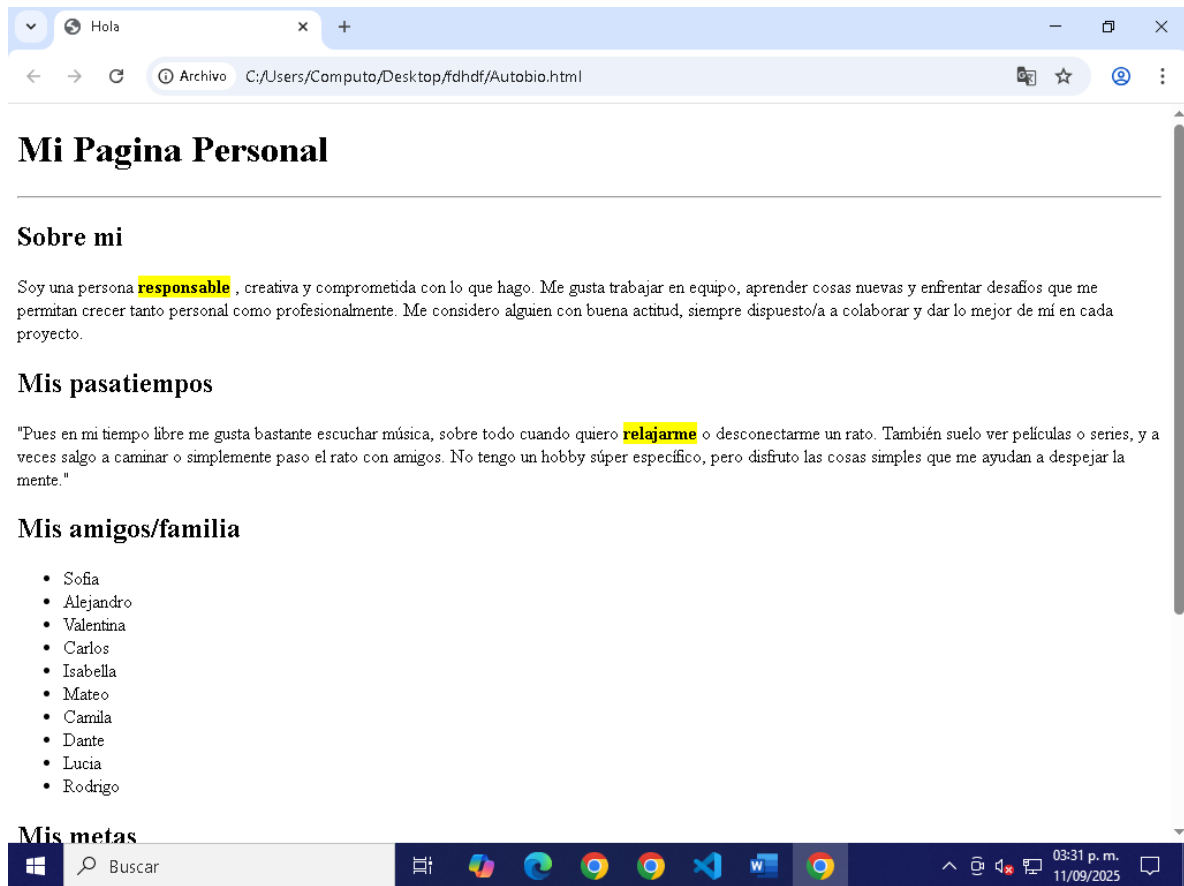 Hola
Archivo C:/Users/Computo/Desktop/fdhdf/Autobio.html
Mi Pagina Personal
Sobre mi
Soy una persona responsable , creativa y comprometida con lo que hago. Me gusta trabajar en equipo, aprender cosas nuevas y enfrentar desafíos que me
permitan crecer tanto personal como profesionalmente. Me considero alguien con buena actitud, siempre dispuesto/a a colaborar y dar lo mejor de mí en cada
proyecto.
Mis pasatiempos
"Pues en mi tiempo libre me gusta bastante escuchar música, sobre todo cuando quiero relajarme o desconectarme un rato. También suelo ver películas o series, y a
veces salgo a caminar o simplemente paso el rato con amigos. No tengo un hobby súper específico, pero disfruto las cosas simples que me ayudan a despejar la
mente."
Mis amigos/familia
Sofia
Alejandro
Valentina
Carlos
Isabella
Mateo
Camila
Dante
Lucia
Rodrigo
Mis metas
Buscar
03:31 p. m.
11/09/2025